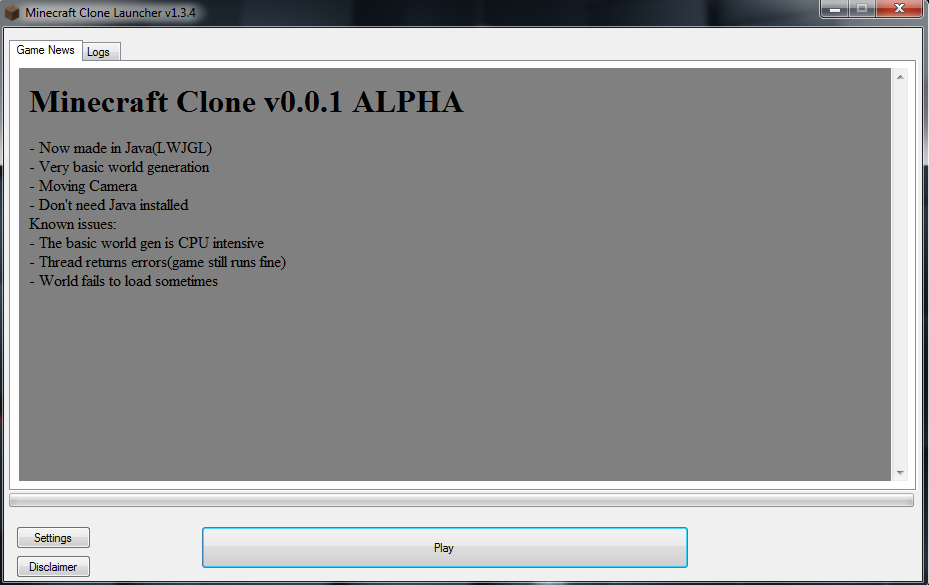 Minecraft Clone Launcher v1.3.4
Game News
Logs
Minecraft Clone v0.0.1 ALPHA
- Now made in Java(LWJGL)
- Very basic world generation
- Moving Camera
- Don't need Java installed
Known issues:
- The basic world gen is CPU intensive
- Thread returns errors(game still runs fine)
- World fails to load sometimes
Settings
Play
Disclaimer